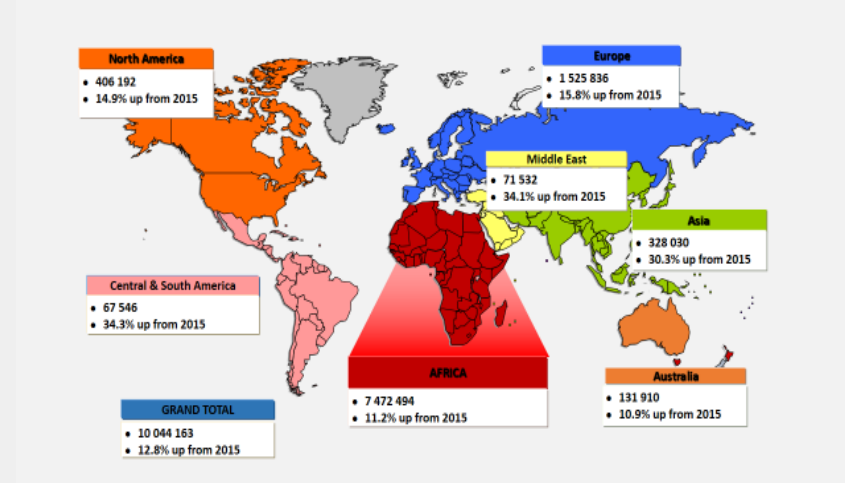 North America
• 406 192
• 14.9% up from 2015
Europe
• 1 525 836
• 15.8% up from 2015
Middle East
• 71 532
• 34.1% up from 2015
Asia
• 328 030
• 30.3% up from 2015
Central & South America
• 67 546
• 34.3% up from 2015
AFRICA
• 7 472 494
• 11.2% up from 2015
Australia
• 131 910
• 10.9% up from 2015
GRAND TOTAL
• 10 044 163
• 12.8% up from 2015